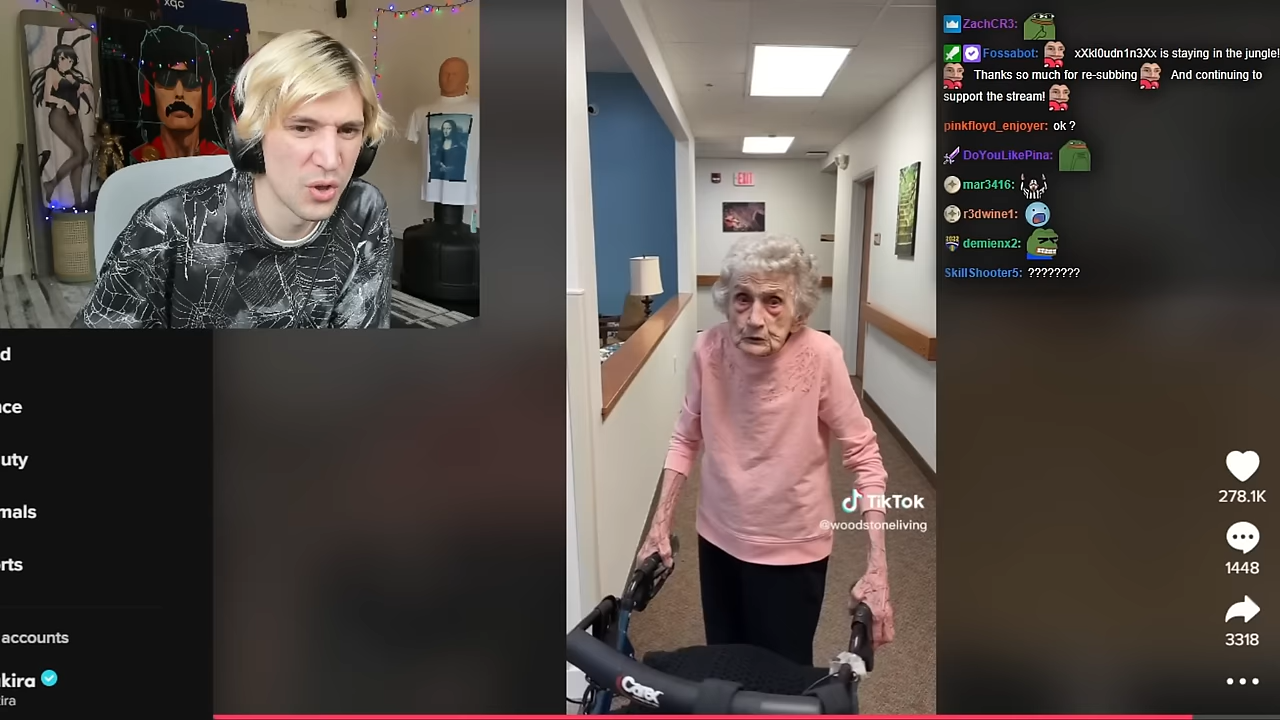 xqc
d
ce
uty
mals
rts
accounts
kira
ira
EXIT
TikTok
@woodstoneliving
Carex
ZachCR3:
Fossabot: xXkl0udn1n3Xx is staying in the jungle!
Thanks so much for re-subbing And continuing to
support the stream!
pinkfloyd_enjoyer: ok ?
DoYouLikePina:
mar3416:
r3dwine1:
demienx2:
SkillShooter5: ????????
278.1K
1448
3318